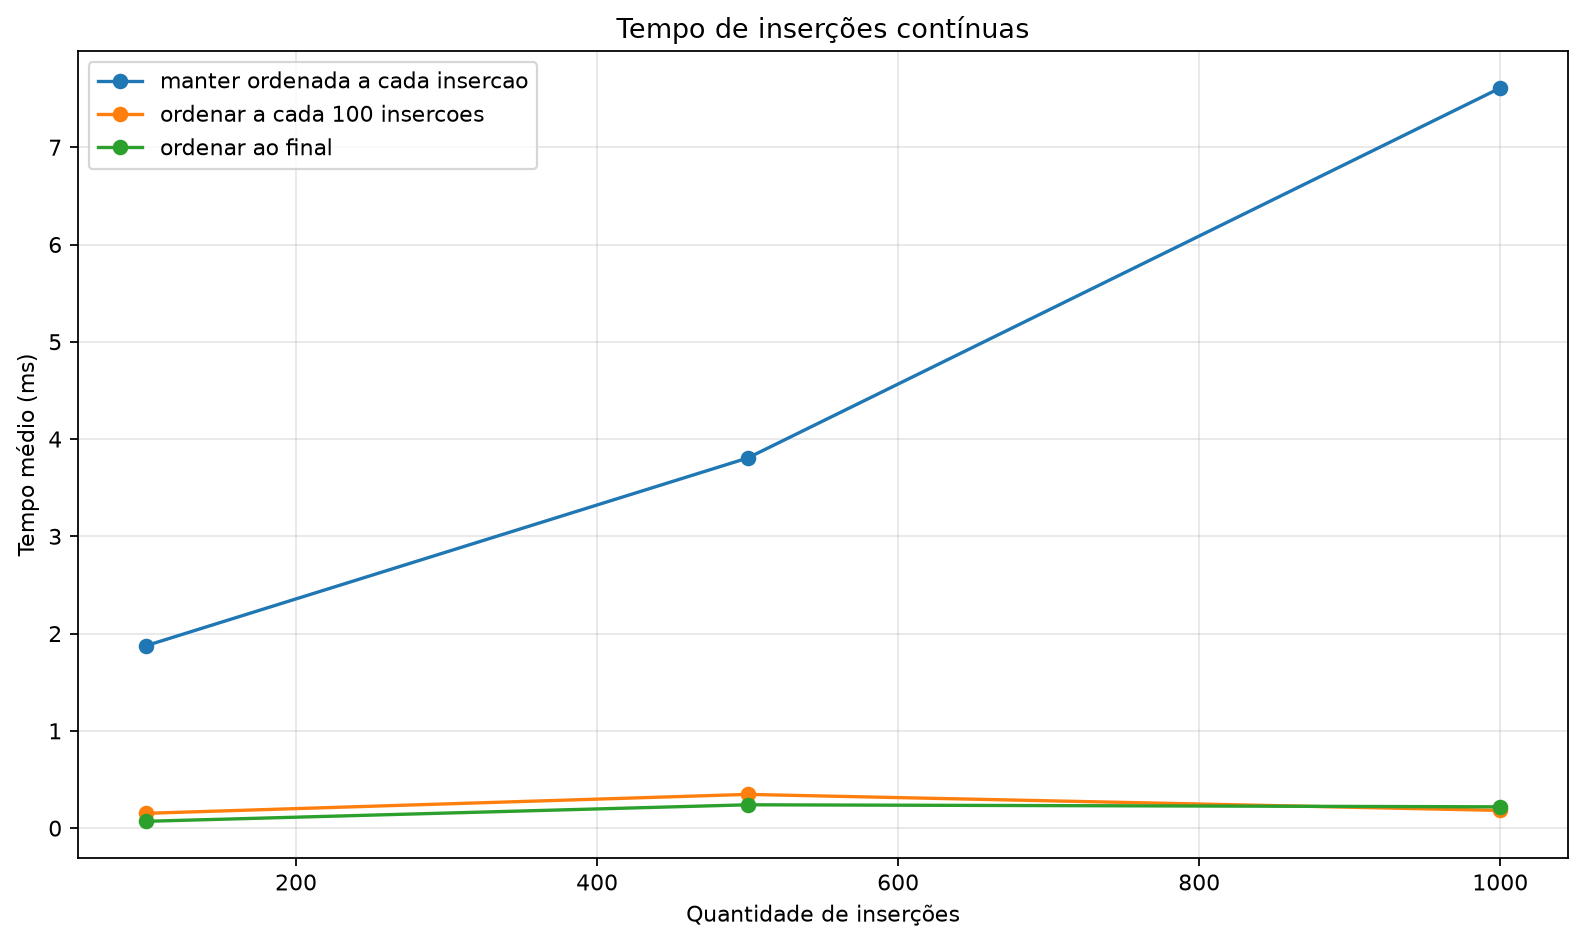 Tempo de inserções contínuas
manter ordenada a cada insercao
ordenar a cada 100 insercoes
ordenar ao final
Tempo médio (ms)
7
6
5
4
3
2
1
0
200 400 600 800 1000
Quantidade de inserções